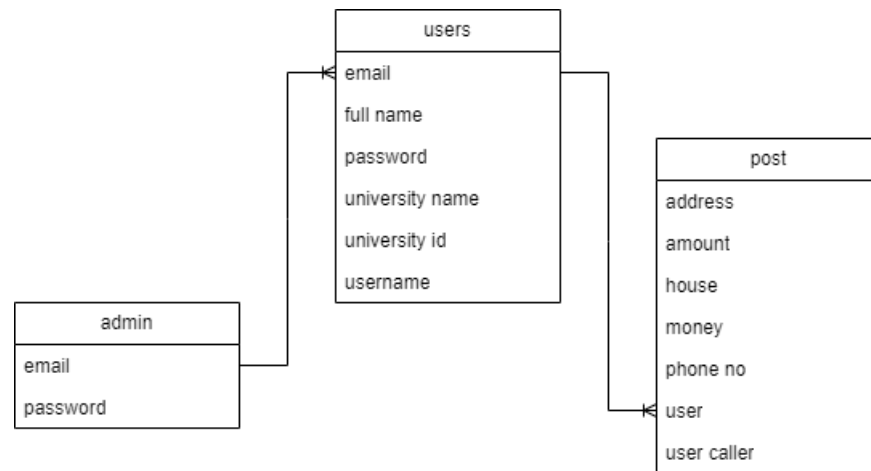 users
email
full name
password
university name
university id
username
post
address
amount
house
money
phone no
user
user caller
admin
email
password